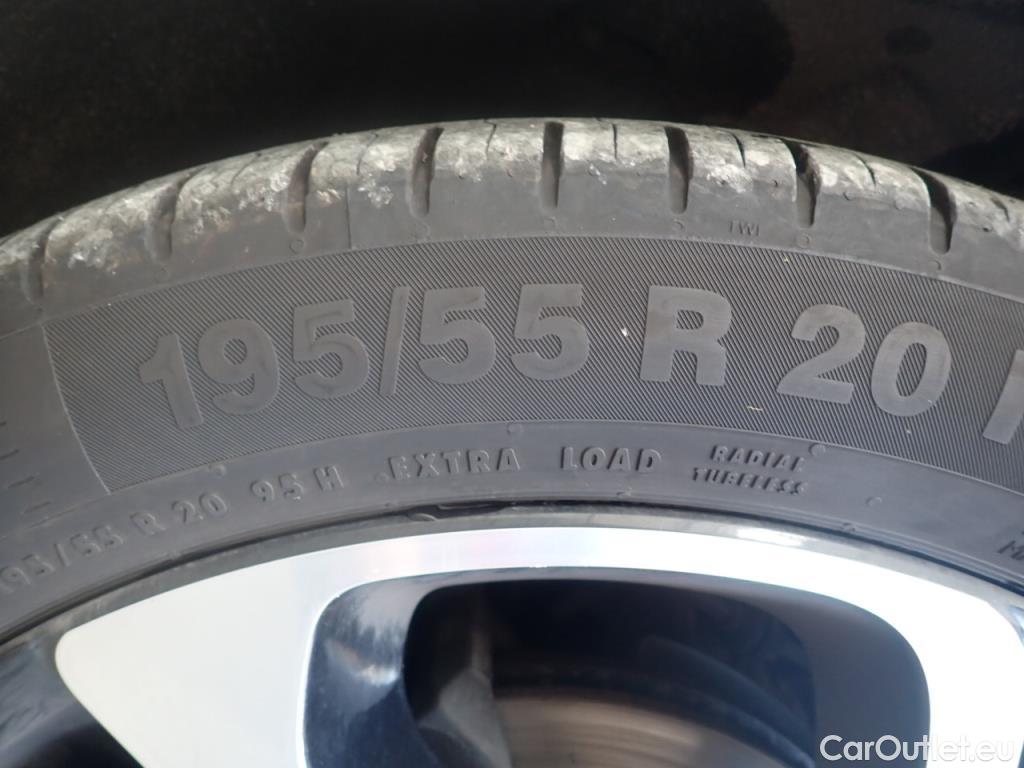 TWI
195/55 R 20
195/55 R 20 95 H EXTRA LOAD RADIAL
TUBELESS
CarOutlet.eu